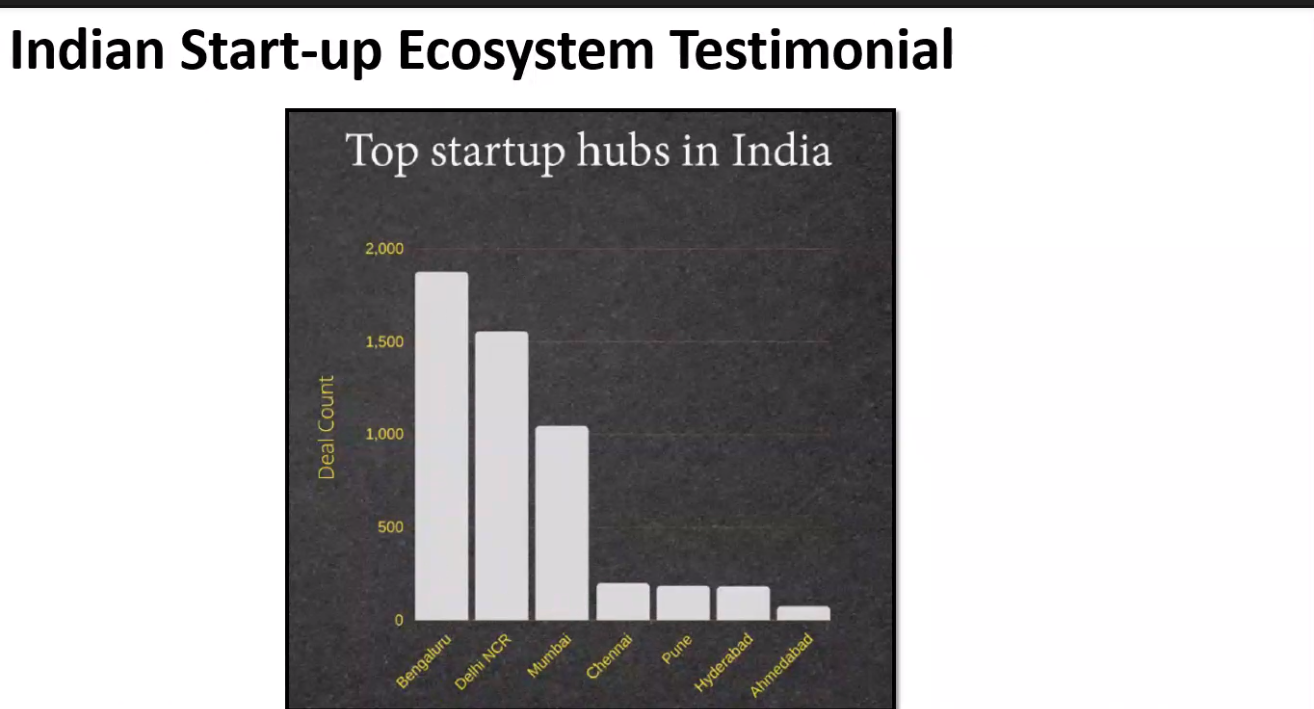 Indian Start-up Ecosystem Testimonial
Top startup hubs in India
2,000
1,500
1,000
500
0
Deal Count
Bengaluru
Delhi NCR
Mumbai
Chennai
Pune
Hyderabad
Ahmedabad